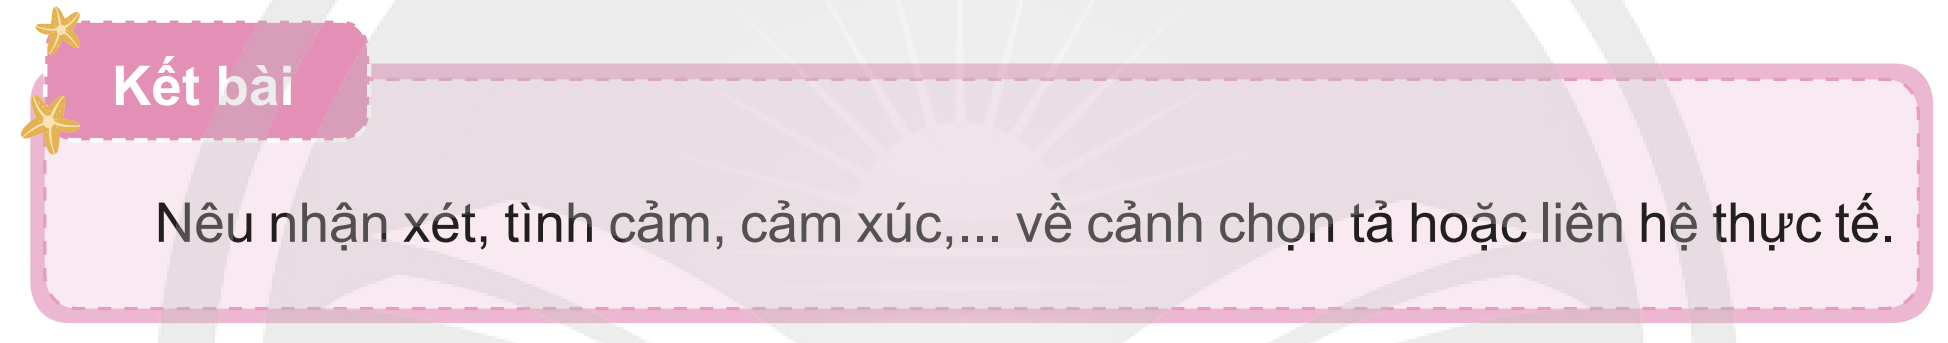 Kết bài
Nêu nhận xét, tình cảm, cảm xúc,... về cảnh chọn tả hoặc liên hệ thực tế.